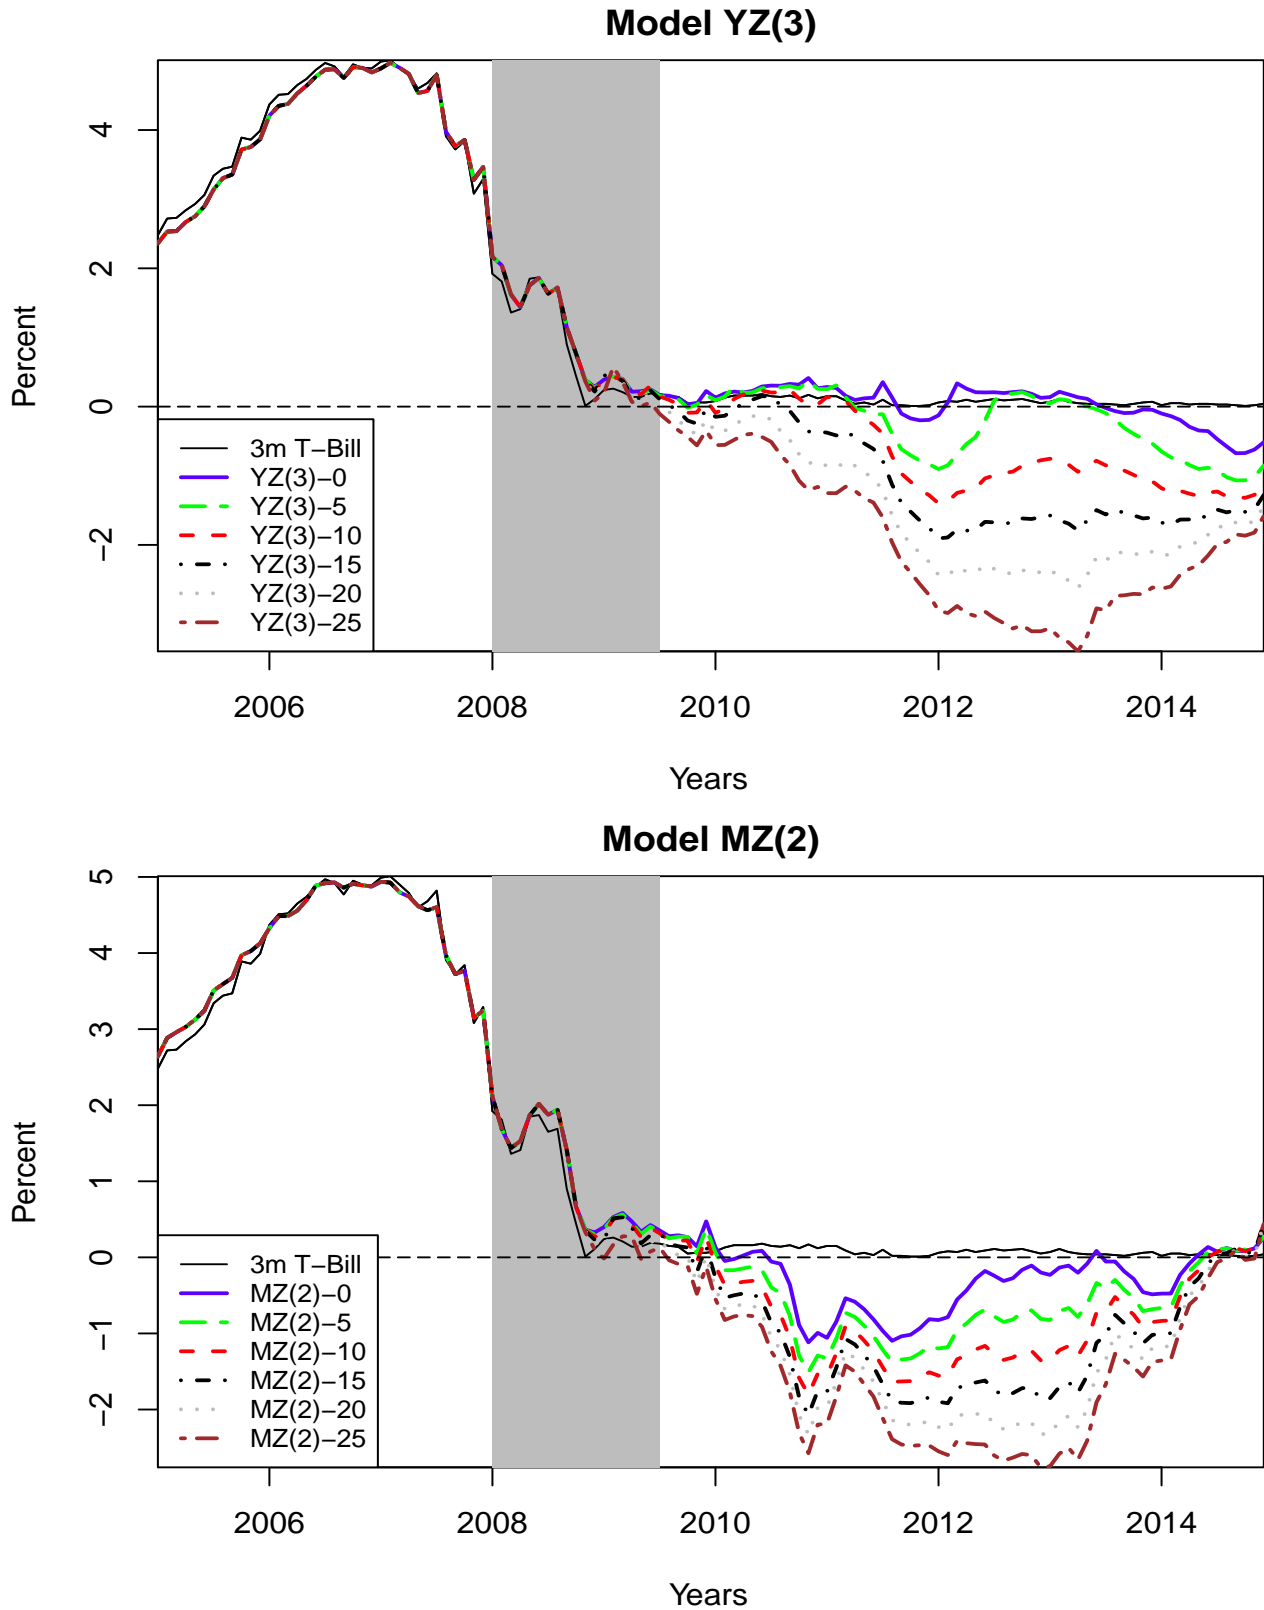 Model YZ(3)
Percent
4
2
0
−2
3m T−Bill
YZ(3)−0
YZ(3)−5
YZ(3)−10
YZ(3)−15
YZ(3)−20
YZ(3)−25
2006 2008 2010 2012 2014
Years
Model MZ(2)
Percent
5
4
3
2
1
0
−1
−2
3m T−Bill
MZ(2)−0
MZ(2)−5
MZ(2)−10
MZ(2)−15
MZ(2)−20
MZ(2)−25
2006 2008 2010 2012 2014
Years